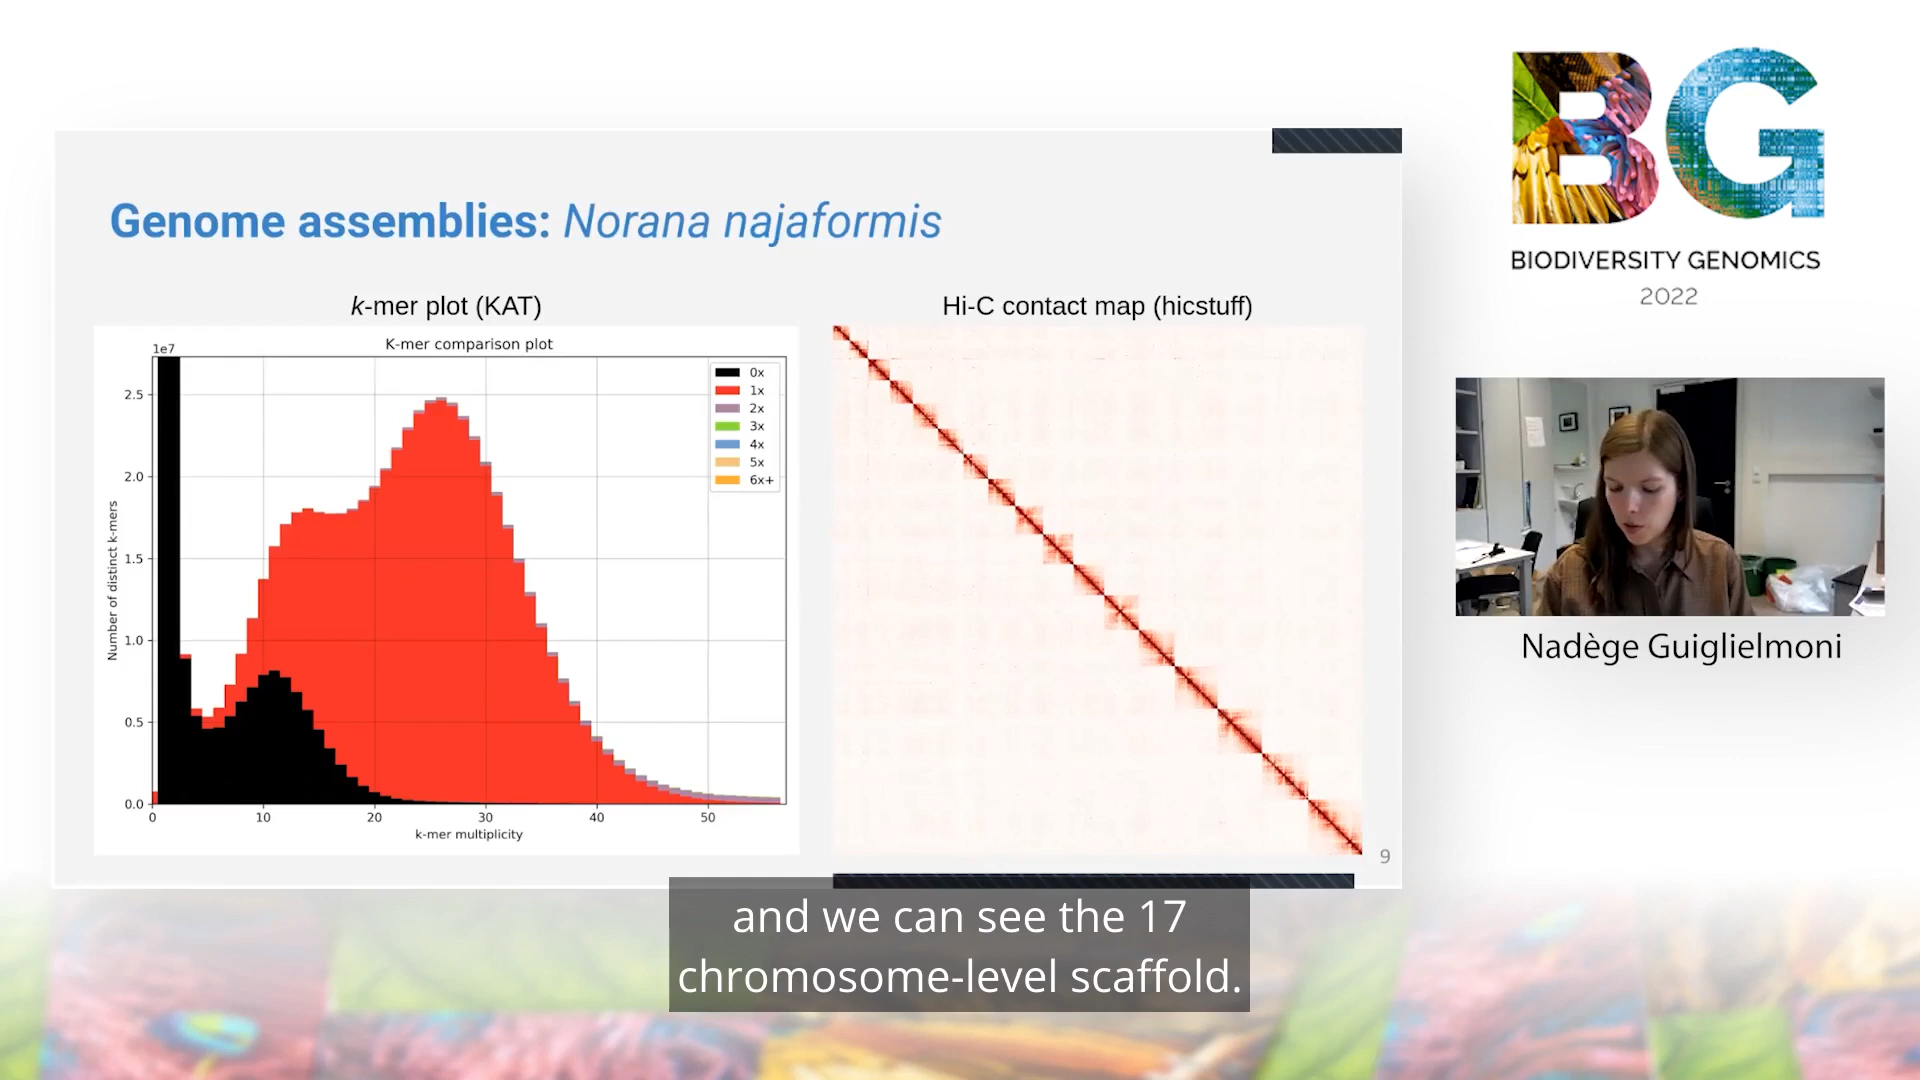 BG
BIODIVERSITY GENOMICS
2022
Genome assemblies: Norana najaformis
k-mer plot (KAT)
K-mer comparison plot
1e7
2.5
2.0
1.5
1.0
0.5
0.0
Number of distinct k-mers
0
10
20
30
40
50
k-mer multiplicity
0x
1x
2x
3x
4x
5x
6x+
Hi-C contact map (hicstuff)
9
Nadège Guiglielmoni
and we can see the 17
chromosome-level scaffold.